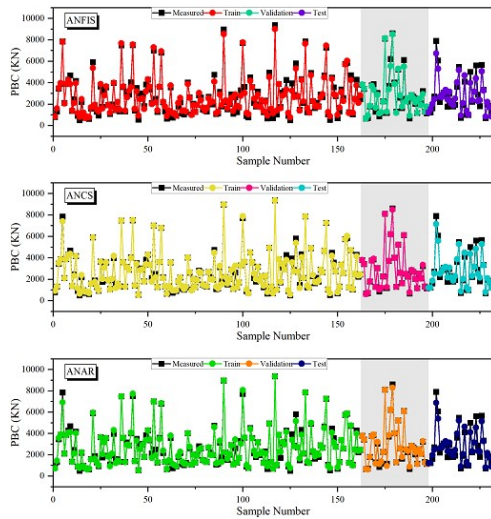 ANFIS
Measured Train Validation Test
10000
8000
6000
4000
2000
0
PBC (KN)
0 50 100 150 200
Sample Number
ANCS
Measured Train Validation Test
10000
8000
6000
4000
2000
0
PBC (KN)
0 50 100 150 200
Sample Number
ANAR
Measured Train Validation Test
10000
8000
6000
4000
2000
0
PBC (KN)
0 50 100 150 200
Sample Number